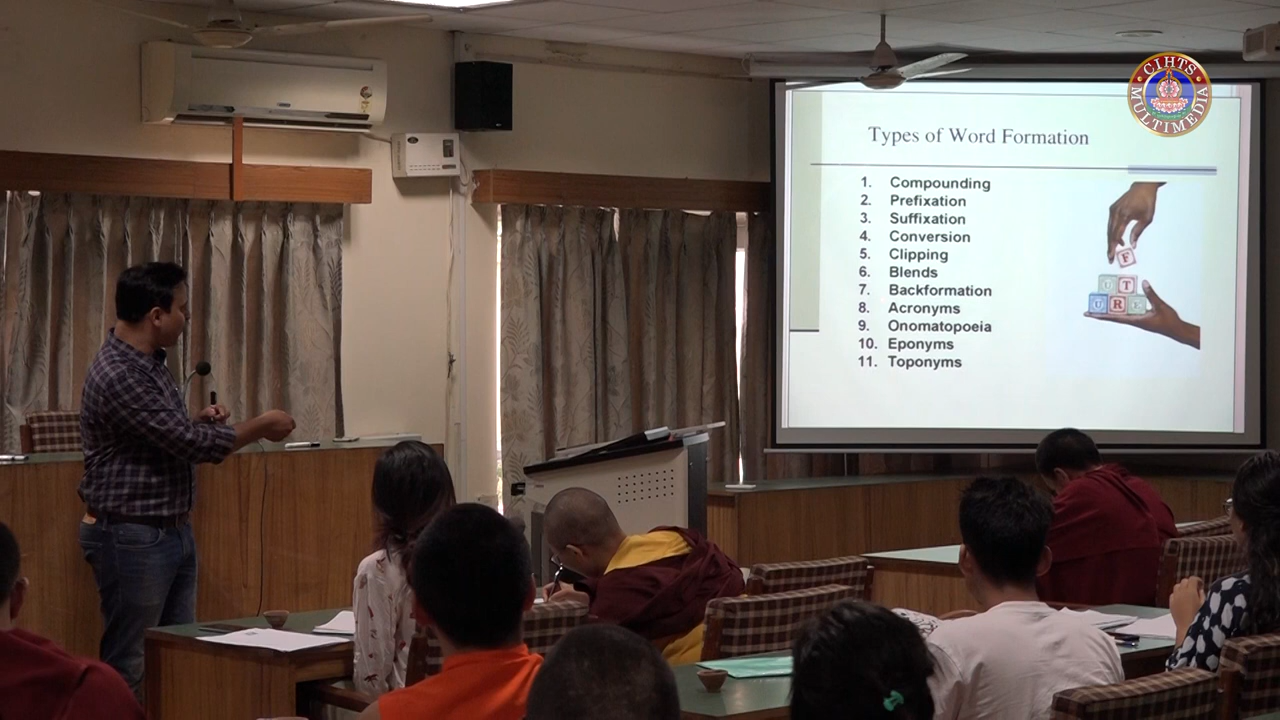 CIHTS
MULTIMEDIA
Types of Word Formation
1. Compounding
2. Prefixation
3. Suffixation
4. Conversion
5. Clipping
6. Blends
7. Backformation
8. Acronyms
9. Onomatopoeia
10. Eponyms
11. Toponyms
F
U T
U R E